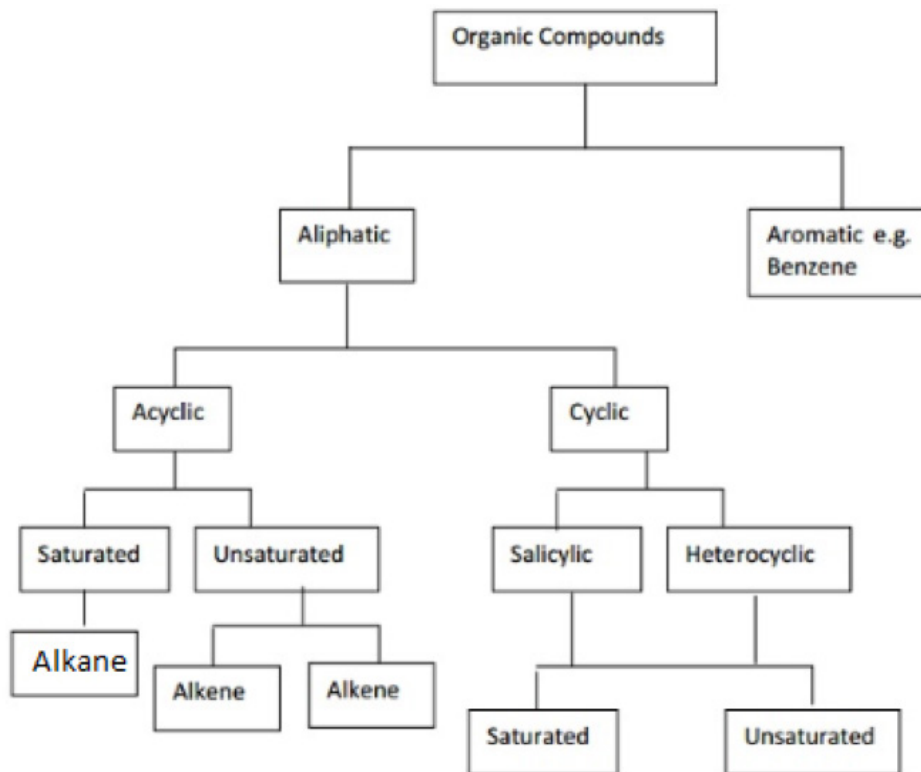 Organic Compounds
Aliphatic
Aromatic e.g.
Benzene
Acyclic
Cyclic
Saturated
Unsaturated
Salicylic
Heterocyclic
Alkane
Alkene
Alkene
Saturated
Unsaturated